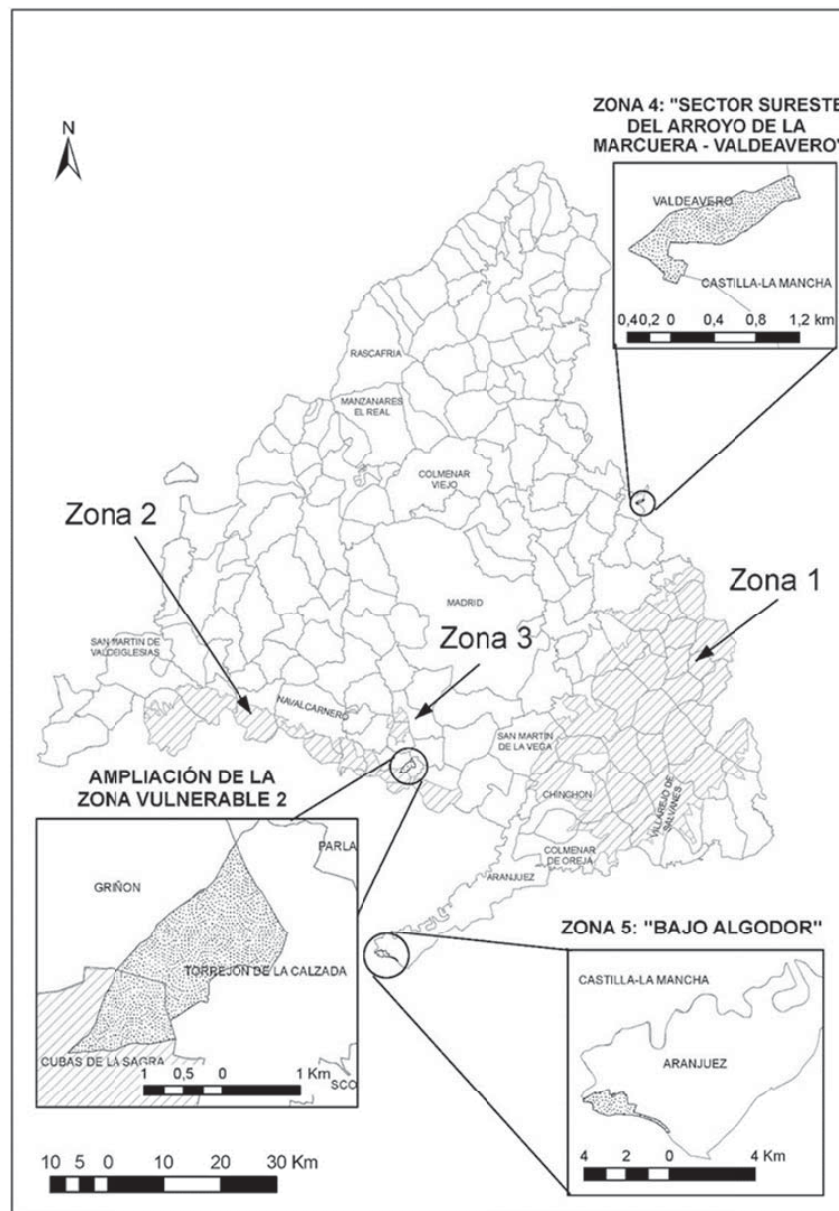 ZONA 4: "SECTOR SURESTE
DEL ARROYO DE LA
MARCUERA - VALDEAVERO"
N
VALDEAVERO
CASTILLA-LA MANCHA
0,40,2 0 0,4 0,8 1,2 km
RASCAFRIA
MANZANARES
EL REAL
COLMENAR
VIEJO
Zona 2
Zona 1
MADRID
Zona 3
SAN MARTIN DE
VALDEIGLESIAS
NAVALCARNERO
SAN MARTIN
DE LA VEGA
AMPLIACIÓN DE LA
ZONA VULNERABLE 2
CHINCHON
VILLAREJO DE
SALVANES
COLMENAR
DE OREJA
ARANJUEZ
PARLA
GRIÑON
TORREJON DE LA CALZADA
CUBAS DE LA SAGRA
1 0,5 0 1 Km
SCO
ZONA 5: "BAJO ALGODOR"
CASTILLA-LA MANCHA
ARANJUEZ
4 2 0 4 Km
10 5 0 10 20 30 Km